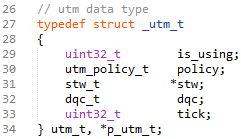 26 // utm data type
27 typedef struct _utm_t
28 {
29 uint32_t is_using;
30 utm_policy_t policy;
31 stw_t *stw;
32 dqc_t dqc;
33 uint32_t tick;
34 } utm_t, *p_utm_t;